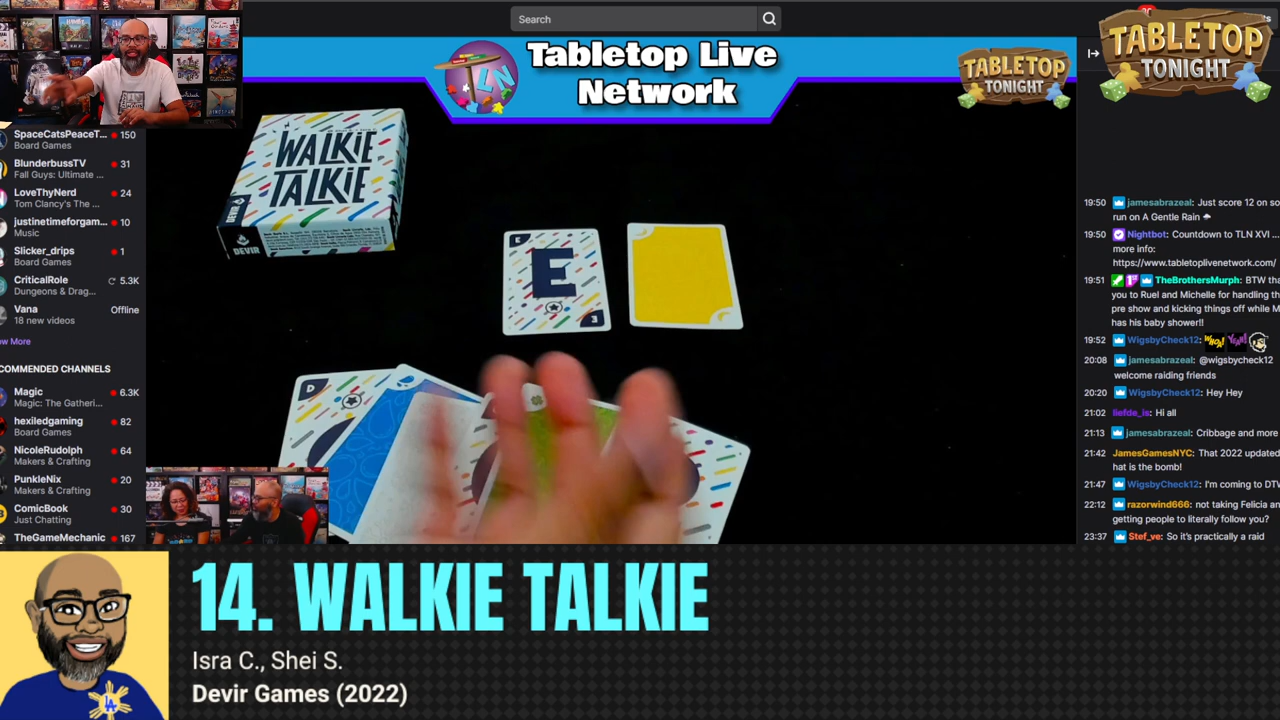 Search
TABLETOP
TONIGHT
Tabletop Live
Network
TABLETOP
TONIGHT
TLN
WALKIE
TALKIE
DEVIR
DEVIR
E
E
E
D
SpaceCatsPeaceT...
150
Board Games
BlunderbussTV
31
Fall Guys: Ultimate ...
LoveThyNerd
24
Tom Clancy's The ...
justinetimeforgam...
10
Music
Slicker_drips
1
Board Games
CriticalRole
5.3K
Dungeons & Drag...
Vana
Offline
18 new videos
ow More
COMMENDED CHANNELS
Magic
6.3K
Magic: The Gatheri...
hexiledgaming
82
Board Games
NicoleRudolph
64
Makers & Crafting
PunkleNix
20
Makers & Crafting
ComicBook
30
Just Chatting
TheGameMechanic
167
19:50 jamesabrazeal: Just score 12 on so
run on A Gentle Rain
19:50 Nightbot: Countdown to TLN XVI ...
more info:
https://www.tabletoplivenetwork.com/
19:51 TheBrothersMurph: BTW tha
you to Ruel and Michelle for handling th
pre show and kicking things off while M
has his baby shower!!
19:52 WigsbyCheck12: WHOA! YEAH!
20:08 jamesabrazeal: @wigsbycheck12
welcome raiding friends
20:20 WigsbyCheck12: Hey Hey
21:02 liefde_is: Hi all
21:13 jamesabrazeal: Cribbage and more
21:42 JamesGamesNYC: That 2022 updated
hat is the bomb!
21:47 WigsbyCheck12: I'm coming to DTW
22:12 razorwind666: not taking Felicia an
getting people to literally follow you?
23:37 Stef_ve: So it's practically a raid
14. WALKIE TALKIE
Isra C., Shei S.
Devir Games (2022)